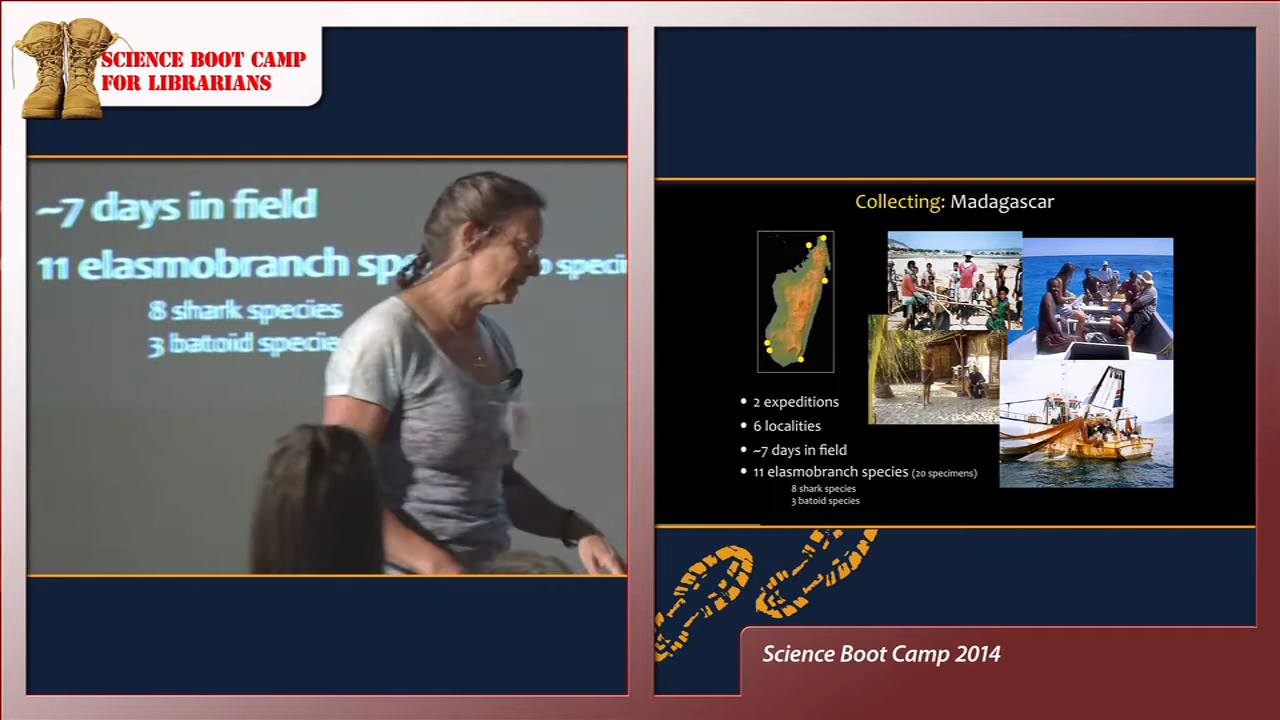 SCIENCE BOOT CAMP
FOR LIBRARIANS
~7 days in field
11 elasmobranch
8 shark species
3 batoid
Collecting: Madagascar
• 2 expeditions
• 6 localities
• ~7 days in field
• 11 elasmobranch species (20 specimens)
8 shark species
3 batoid species
Science Boot Camp 2014